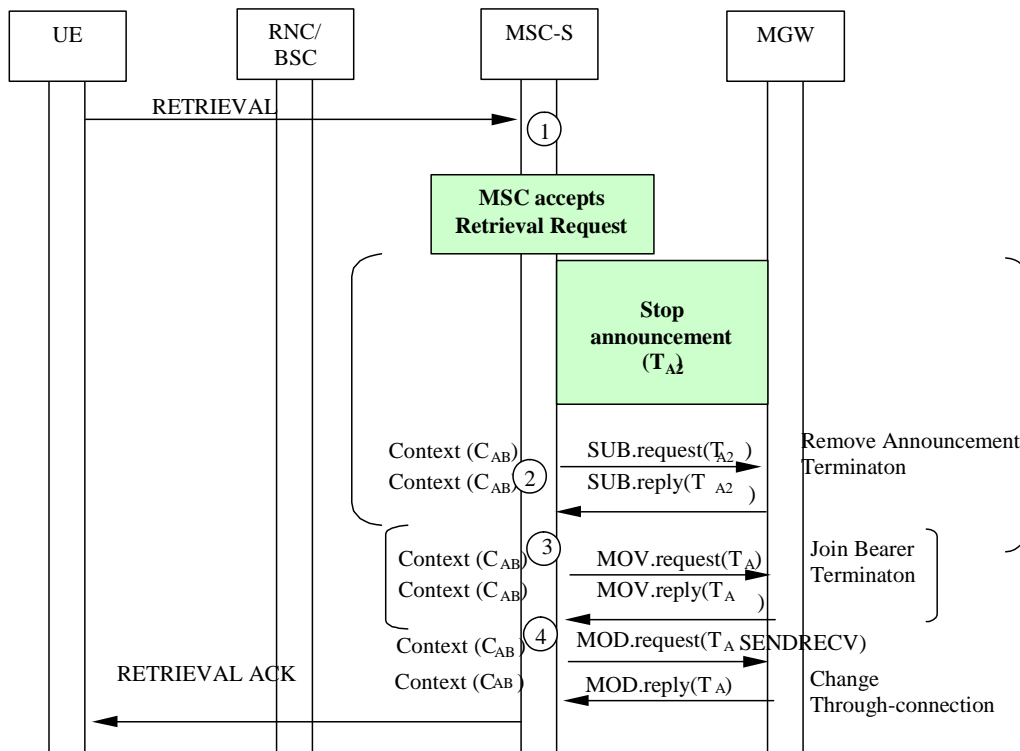 UE
RNC/
BSC
MSC-S
MGW
RETRIEVAL
1
MSC accepts
Retrieval Request
Stop
announcement
(TA2)
Context (CAB)
SUB.request(TA2)
Remove Announcement
Terminaton
2
Context (CAB)
SUB.reply(TA2)
3
Context (CAB)
MOV.request(TA)
Join Bearer
Terminaton
Context (CAB)
MOV.reply(TA)
4
Context (CAB)
MOD.request(TA SENDRECV)
RETRIEVAL ACK
Context (CAB)
MOD.reply(TA)
Change
Through-connection